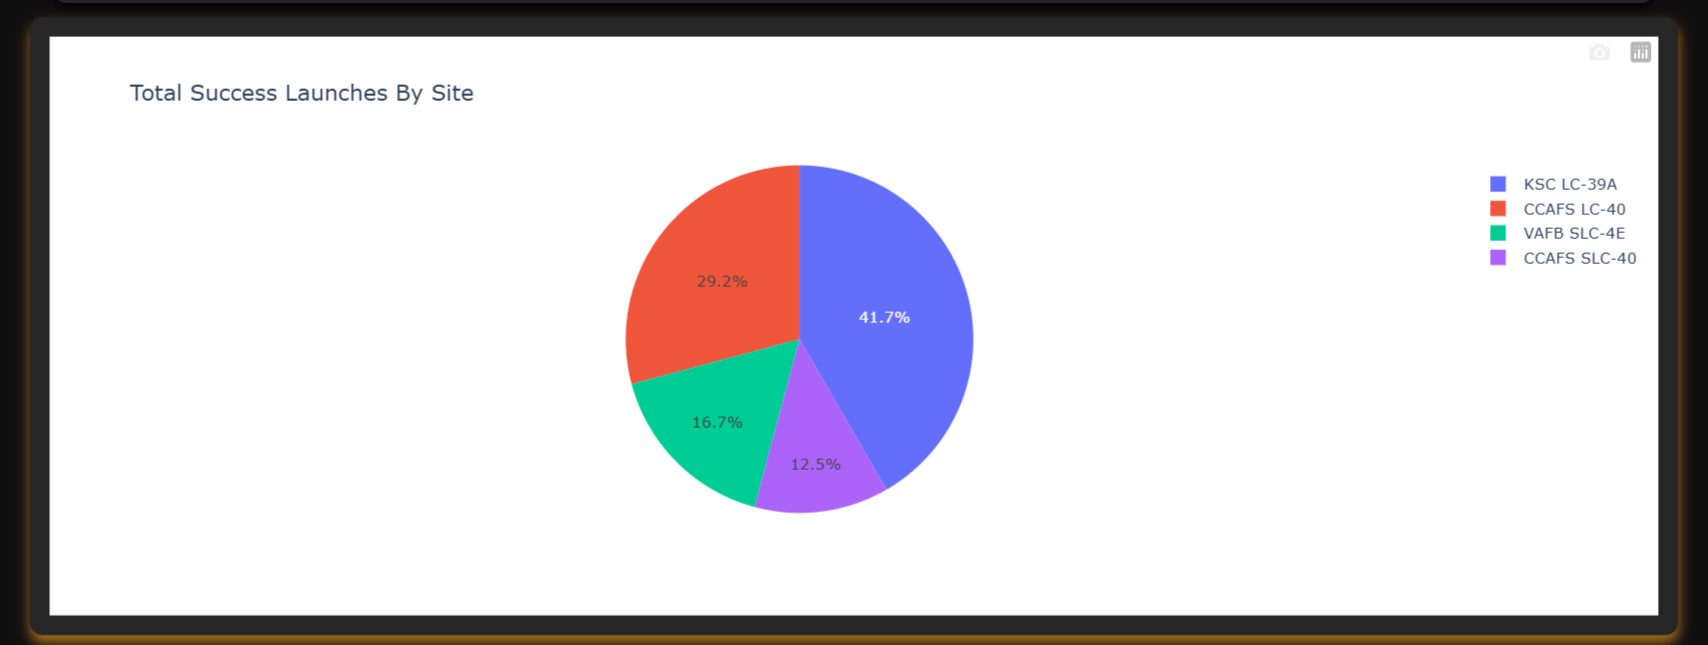 Total Success Launches By Site
KSC LC-39A
CCAFS LC-40
VAFB SLC-4E
CCAFS SLC-40
29.2%
41.7%
16.7%
12.5%